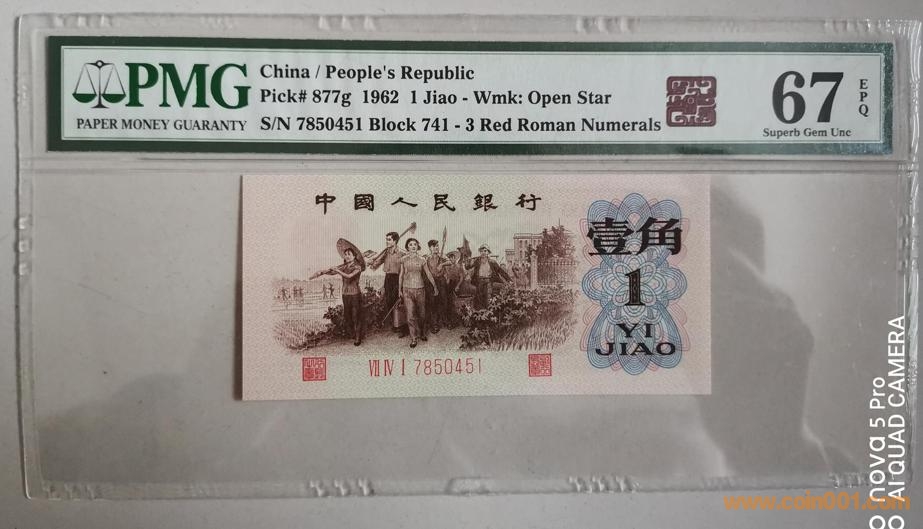 PMG
PAPER MONEY GUARANTY
China / People's Republic
Pick# 877g 1962 1 Jiao - Wmk: Open Star
S/N 7850451 Block 741 - 3 Red Roman Numerals
67
EPQ
Superb Gem Unc
中國人民銀行
壹角
1
YI
JIAO
VII IV I 7850451
nova 5 Pro
AI QUAD CAMERA
www.coin001.com